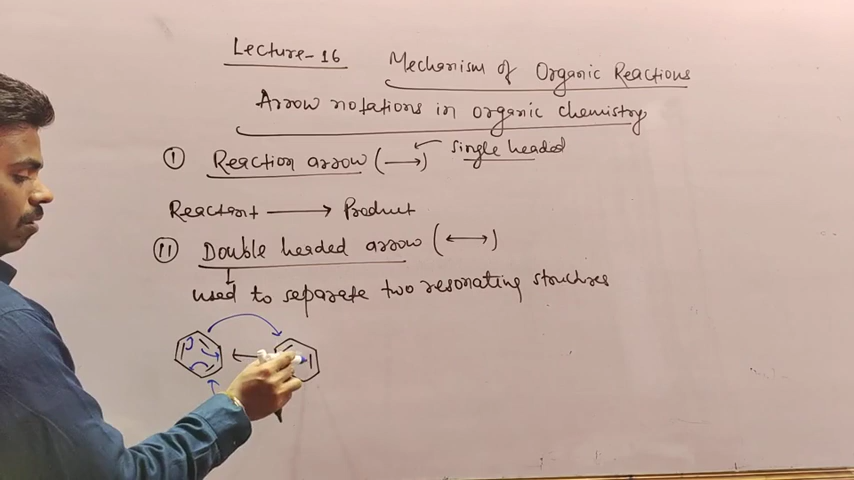 Lecture-16
Mechanism of Organic Reactions
Arrow notations in organic chemistry
I Reaction arrow (→) ← single headed
Reactant → Product
II Double headed arrow (↔)
used to separate two resonating structures